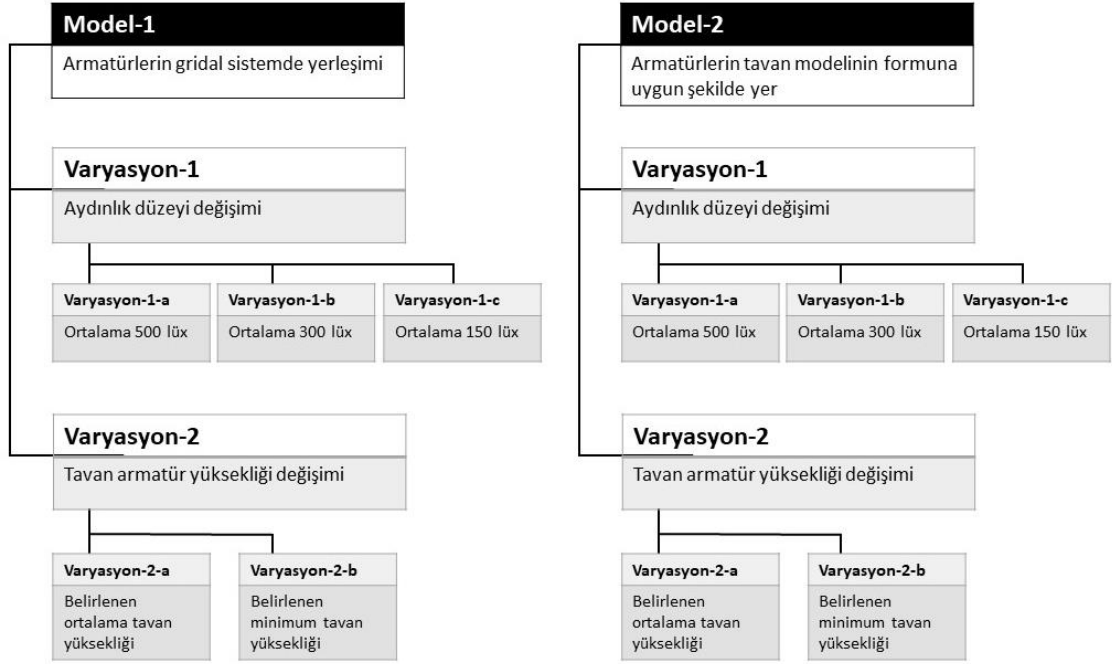 Model-1
Armatürlerin gridal sistemde yerleşimi
Varyasyon-1
Aydınlık düzeyi değişimi
Varyasyon-1-a
Ortalama 500 lüx
Varyasyon-1-b
Ortalama 300 lüx
Varyasyon-1-c
Ortalama 150 lüx
Varyasyon-2
Tavan armatür yüksekliği değişimi
Varyasyon-2-a
Belirlenen
ortalama tavan
yüksekliği
Varyasyon-2-b
Belirlenen
minimum tavan
yüksekliği
Model-2
Armatürlerin tavan modelinin formuna
uygun şekilde yer
Varyasyon-1
Aydınlık düzeyi değişimi
Varyasyon-1-a
Ortalama 500 lüx
Varyasyon-1-b
Ortalama 300 lüx
Varyasyon-1-c
Ortalama 150 lüx
Varyasyon-2
Tavan armatür yüksekliği değişimi
Varyasyon-2-a
Belirlenen
ortalama tavan
yüksekliği
Varyasyon-2-b
Belirlenen
minimum tavan
yüksekliği